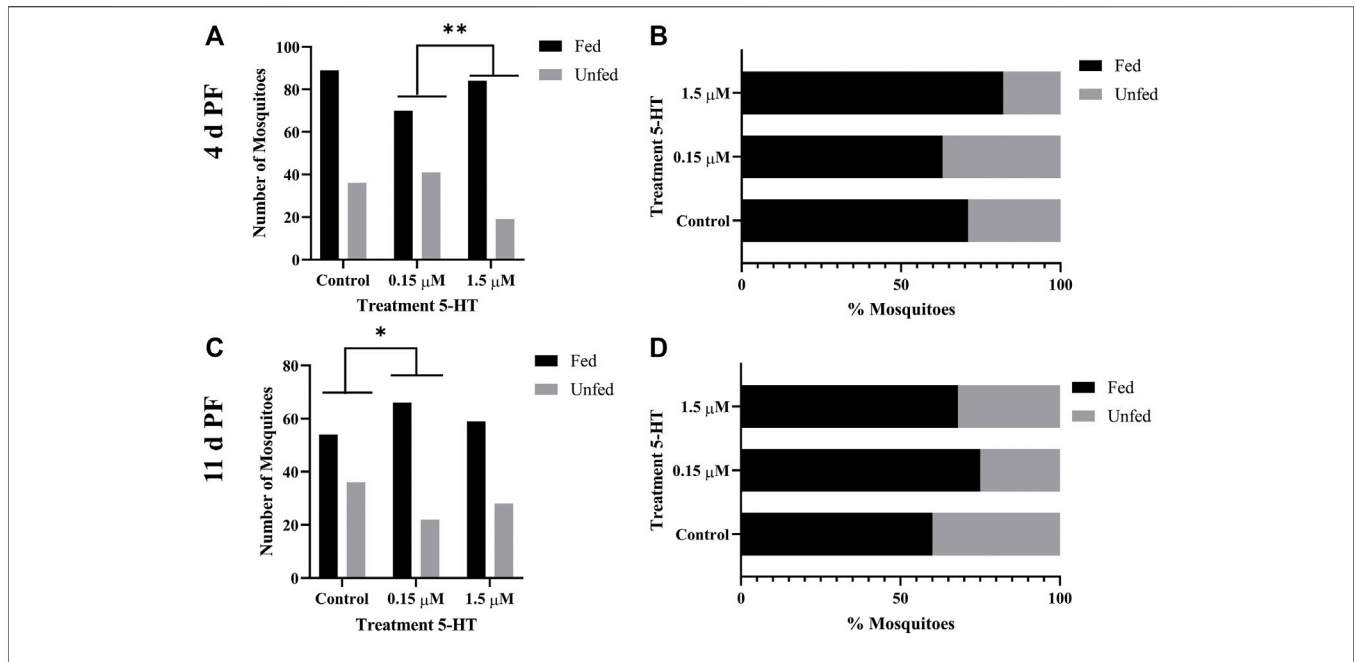 A
4 d PF
Number of Mosquitoes
100
80
60
40
20
0
**
Fed
Unfed
Control
0.15 μM
1.5 μM
Treatment 5-HT
B
Treatment 5-HT
1.5 μM
0.15 μM
Control
0
50
100
% Mosquitoes
Fed
Unfed
C
11 d PF
Number of Mosquitoes
80
60
40
20
0
*
Fed
Unfed
Control
0.15 μM
1.5 μM
Treatment 5-HT
D
Treatment 5-HT
1.5 μM
0.15 μM
Control
0
50
100
% Mosquitoes
Fed
Unfed